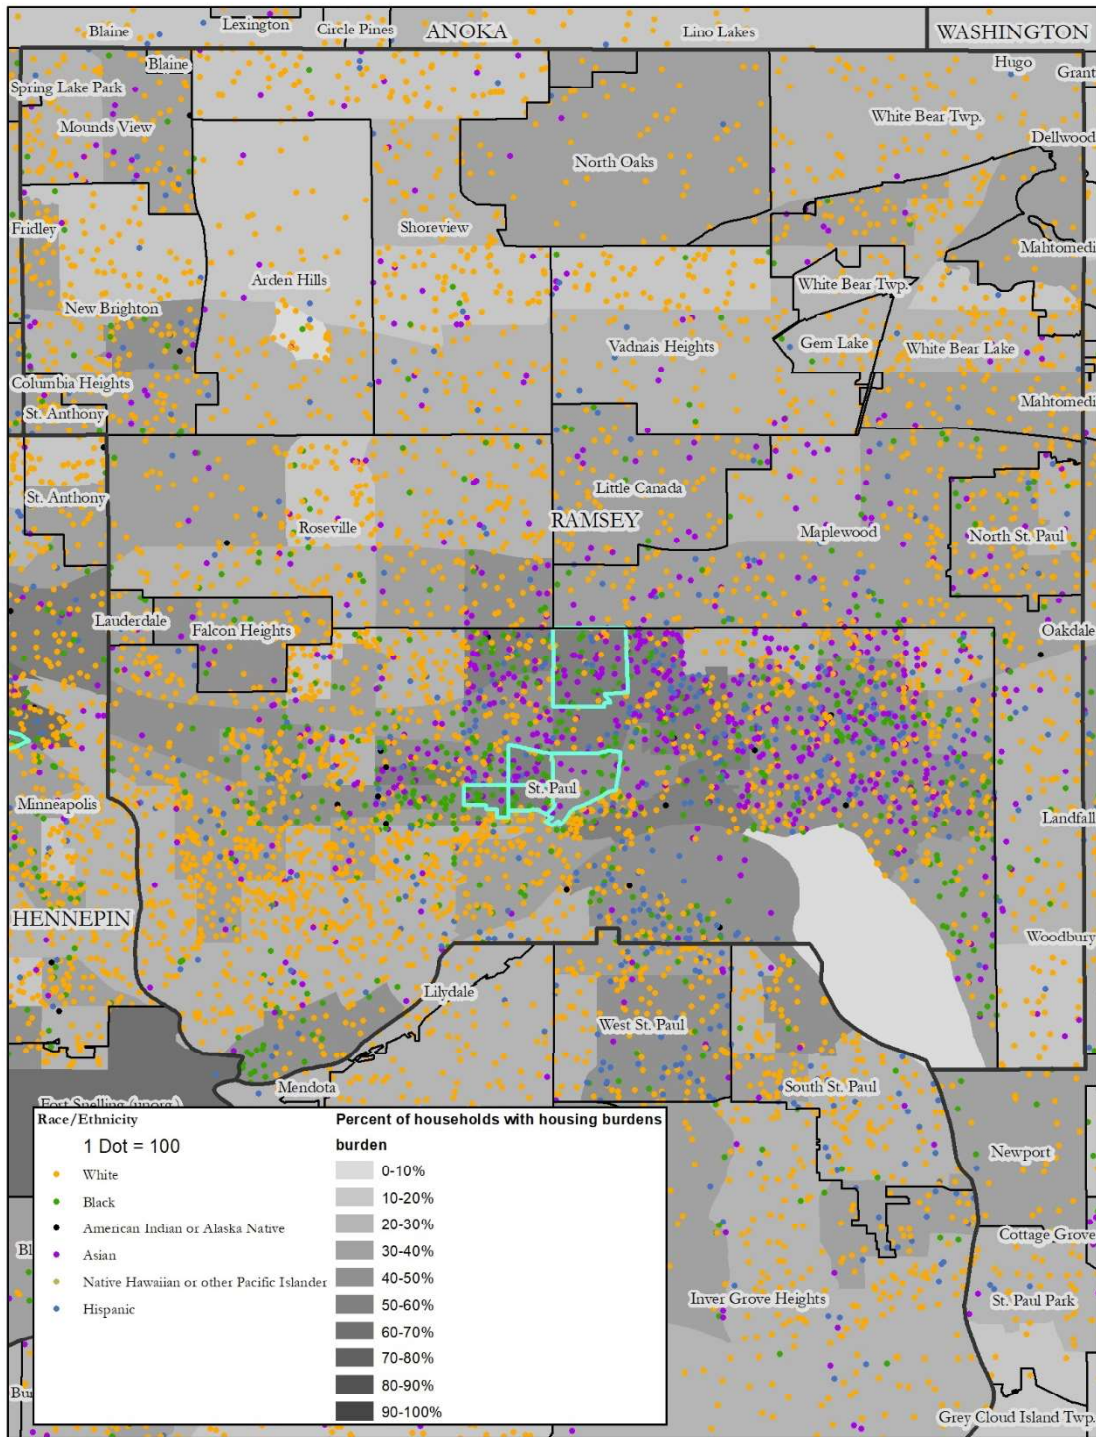 Blaine
Lexington
Circle Pines
ANOKA
Lino Lakes
WASHINGTON
Blaine
Hugo
Grant
Spring Lake Park
Mounds View
White Bear Twp.
Dellwood
North Oaks
Fridley
Shoreview
Mahtomedi
Arden Hills
White Bear Twp.
New Brighton
Vadnais Heights
Gem Lake
White Bear Lake
Columbia Heights
St. Anthony
Mahtomedi
St. Anthony
Little Canada
Roseville
RAMSEY
Maplewood
North St. Paul
Lauderdale
Falcon Heights
Oakdale
St. Paul
Minneapolis
Landfall
HENNEPIN
Woodbury
Lilydale
West St. Paul
Mendota
South St. Paul
Fort Snelling (unorg.)
Newport
Cottage Grove
Inver Grove Heights
St. Paul Park
Grey Cloud Island Twp.
Bl
Bu
Race/Ethnicity
1 Dot = 100
White
Black
American Indian or Alaska Native
Asian
Native Hawaiian or other Pacific Islander
Hispanic
Percent of households with housing burdens
burden
0-10%
10-20%
20-30%
30-40%
40-50%
50-60%
60-70%
70-80%
80-90%
90-100%